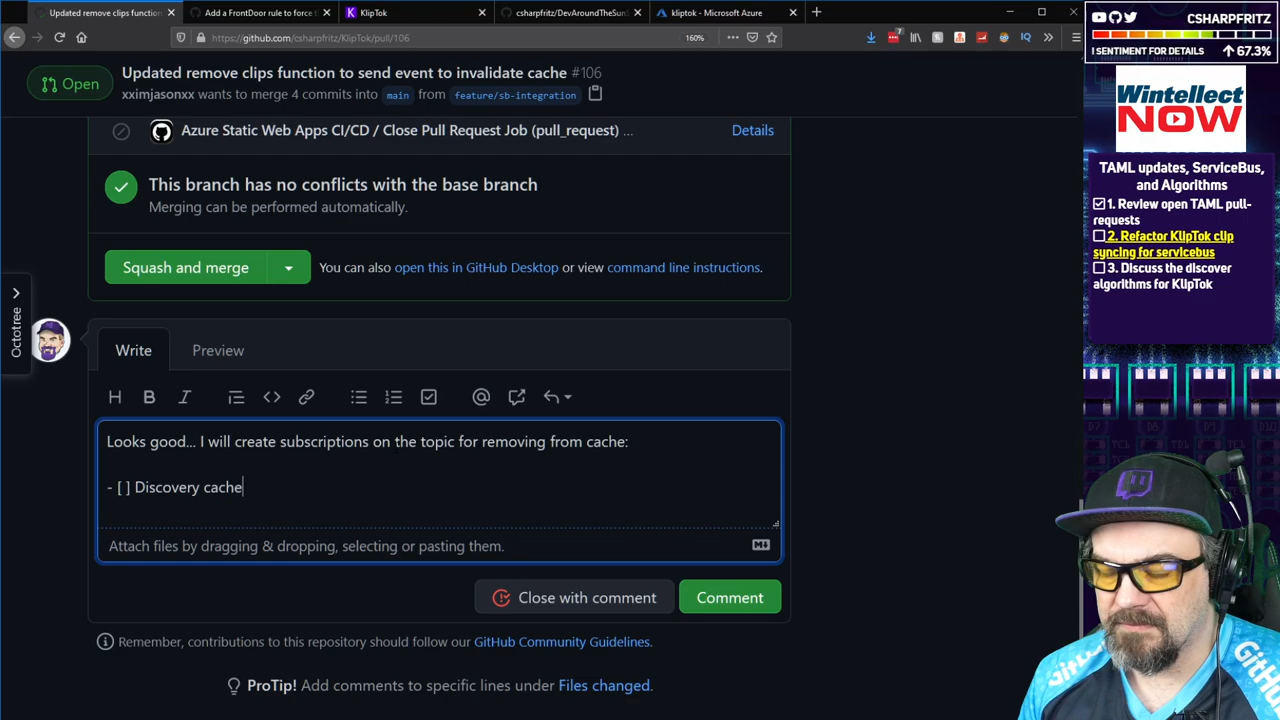 Updated remove clips function
Add a FrontDoor rule to force t
KlipTok
csharpfritz/DevAroundTheSun
kliptok - Microsoft Azure
https://github.com/csharpfritz/KlipTok/pull/106
160%
Open
Updated remove clips function to send event to invalidate cache #106
xximjasonxx wants to merge 4 commits into main from feature/sb-integration
Azure Static Web Apps CI/CD / Close Pull Request Job (pull_request) ...
Details
This branch has no conflicts with the base branch
Merging can be performed automatically.
Squash and merge
You can also open this in GitHub Desktop or view command line instructions.
Octotree
Write
Preview
H B I
Looks good... I will create subscriptions on the topic for removing from cache:
- [ ] Discovery cache
Attach files by dragging & dropping, selecting or pasting them.
Close with comment
Comment
Remember, contributions to this repository should follow our GitHub Community Guidelines.
ProTip! Add comments to specific lines under Files changed.
CSHARPFRITZ
! SENTIMENT FOR DETAILS
67.3%
Wintellect
NOW
TAML updates, ServiceBus,
and Algorithms
1. Review open TAML pull-
requests
2. Refactor KlipTok clip
syncing for servicebus
3. Discuss the discover
algorithms for KlipTok